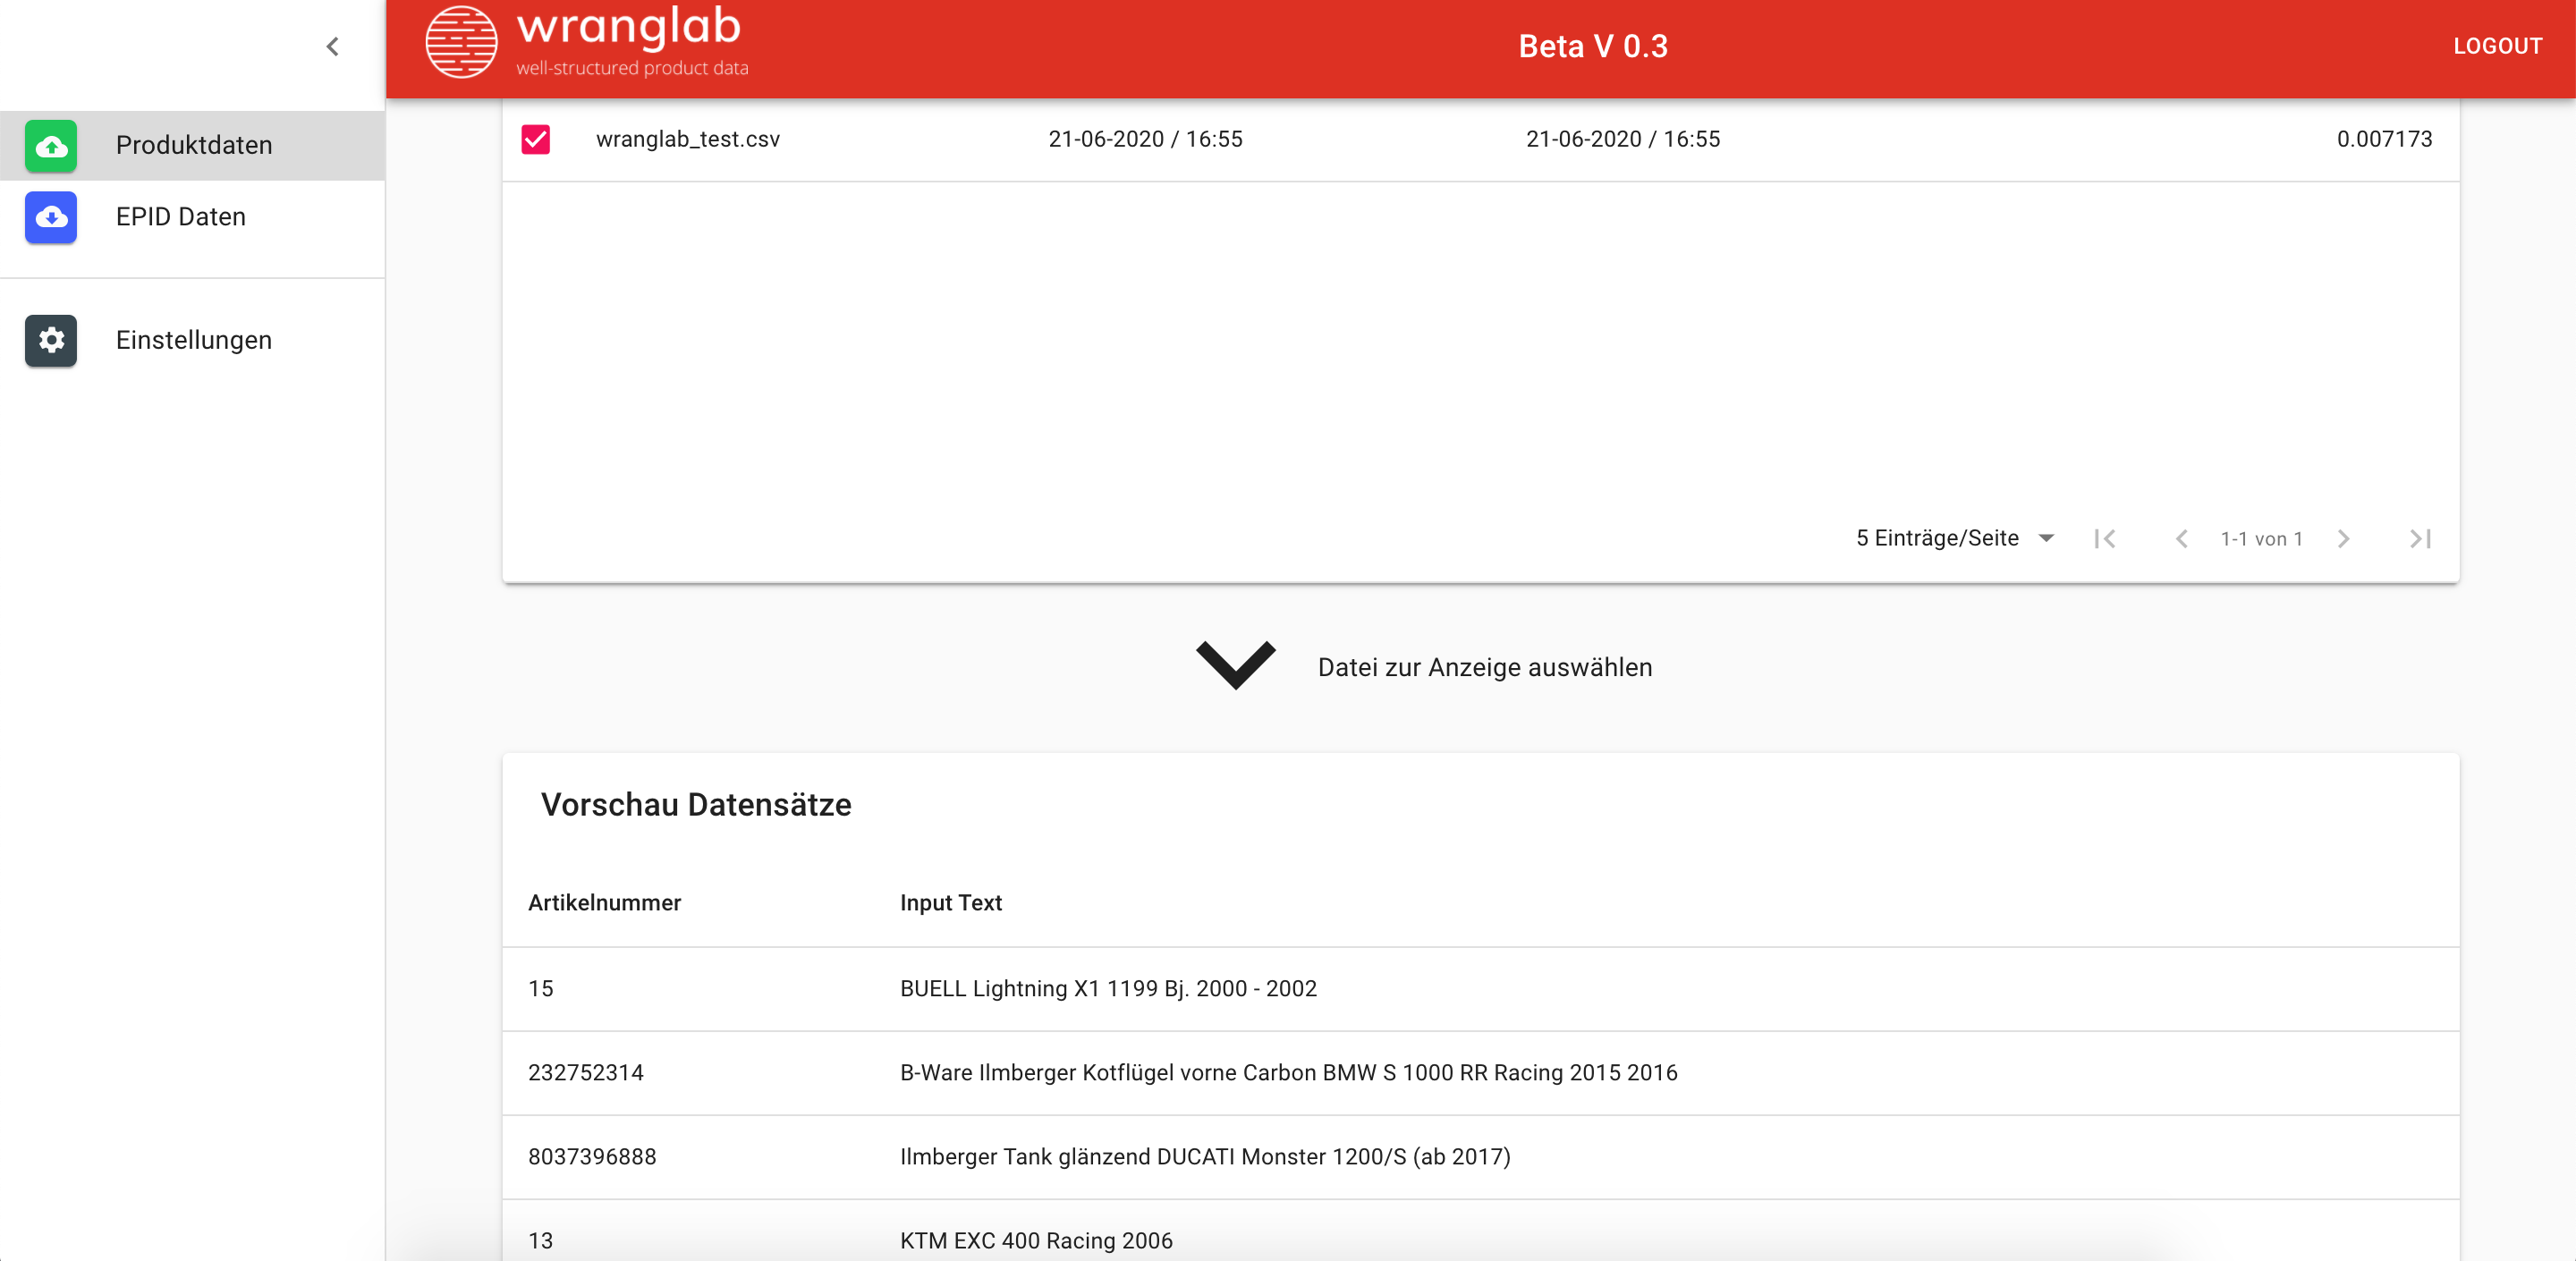 wranglab
well-structured product data
Beta V 0.3
LOGOUT
Produktdaten
EPID Daten
Einstellungen
wranglab_test.csv 21-06-2020 / 16:55 21-06-2020 / 16:55 0.007173
5 Einträge/Seite 1-1 von 1
Datei zur Anzeige auswählen
Vorschau Datensätze
Artikelnummer Input Text
15 BUELL Lightning X1 1199 Bj. 2000 - 2002
232752314 B-Ware Ilmberger Kotflügel vorne Carbon BMW S 1000 RR Racing 2015 2016
8037396888 Ilmberger Tank glänzend DUCATI Monster 1200/S (ab 2017)
13 KTM EXC 400 Racing 2006